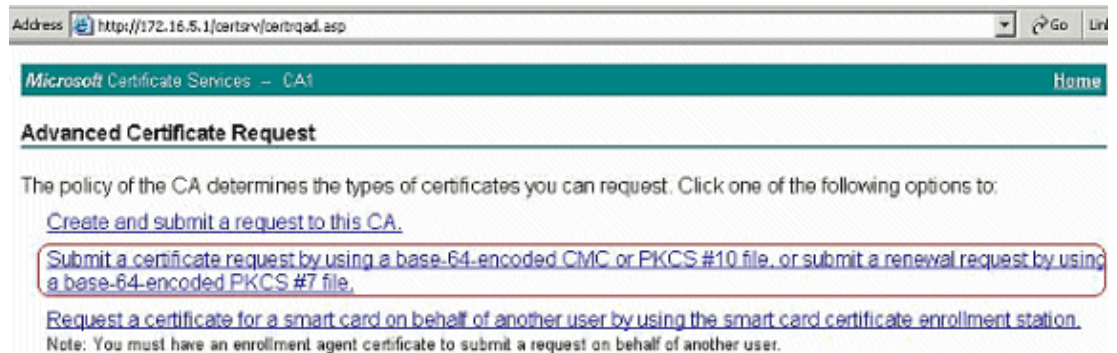 Address http://172.16.5.1/certsrv/certrqad.asp Go
Microsoft Certificate Services -- CA1 Home
Advanced Certificate Request
The policy of the CA determines the types of certificates you can request. Click one of the following options to:
Create and submit a request to this CA.
Submit a certificate request by using a base-64-encoded CMC or PKCS #10 file, or submit a renewal request by using
a base-64-encoded PKCS #7 file.
Request a certificate for a smart card on behalf of another user by using the smart card certificate enrollment station.
Note: You must have an enrollment agent certificate to submit a request on behalf of another user.